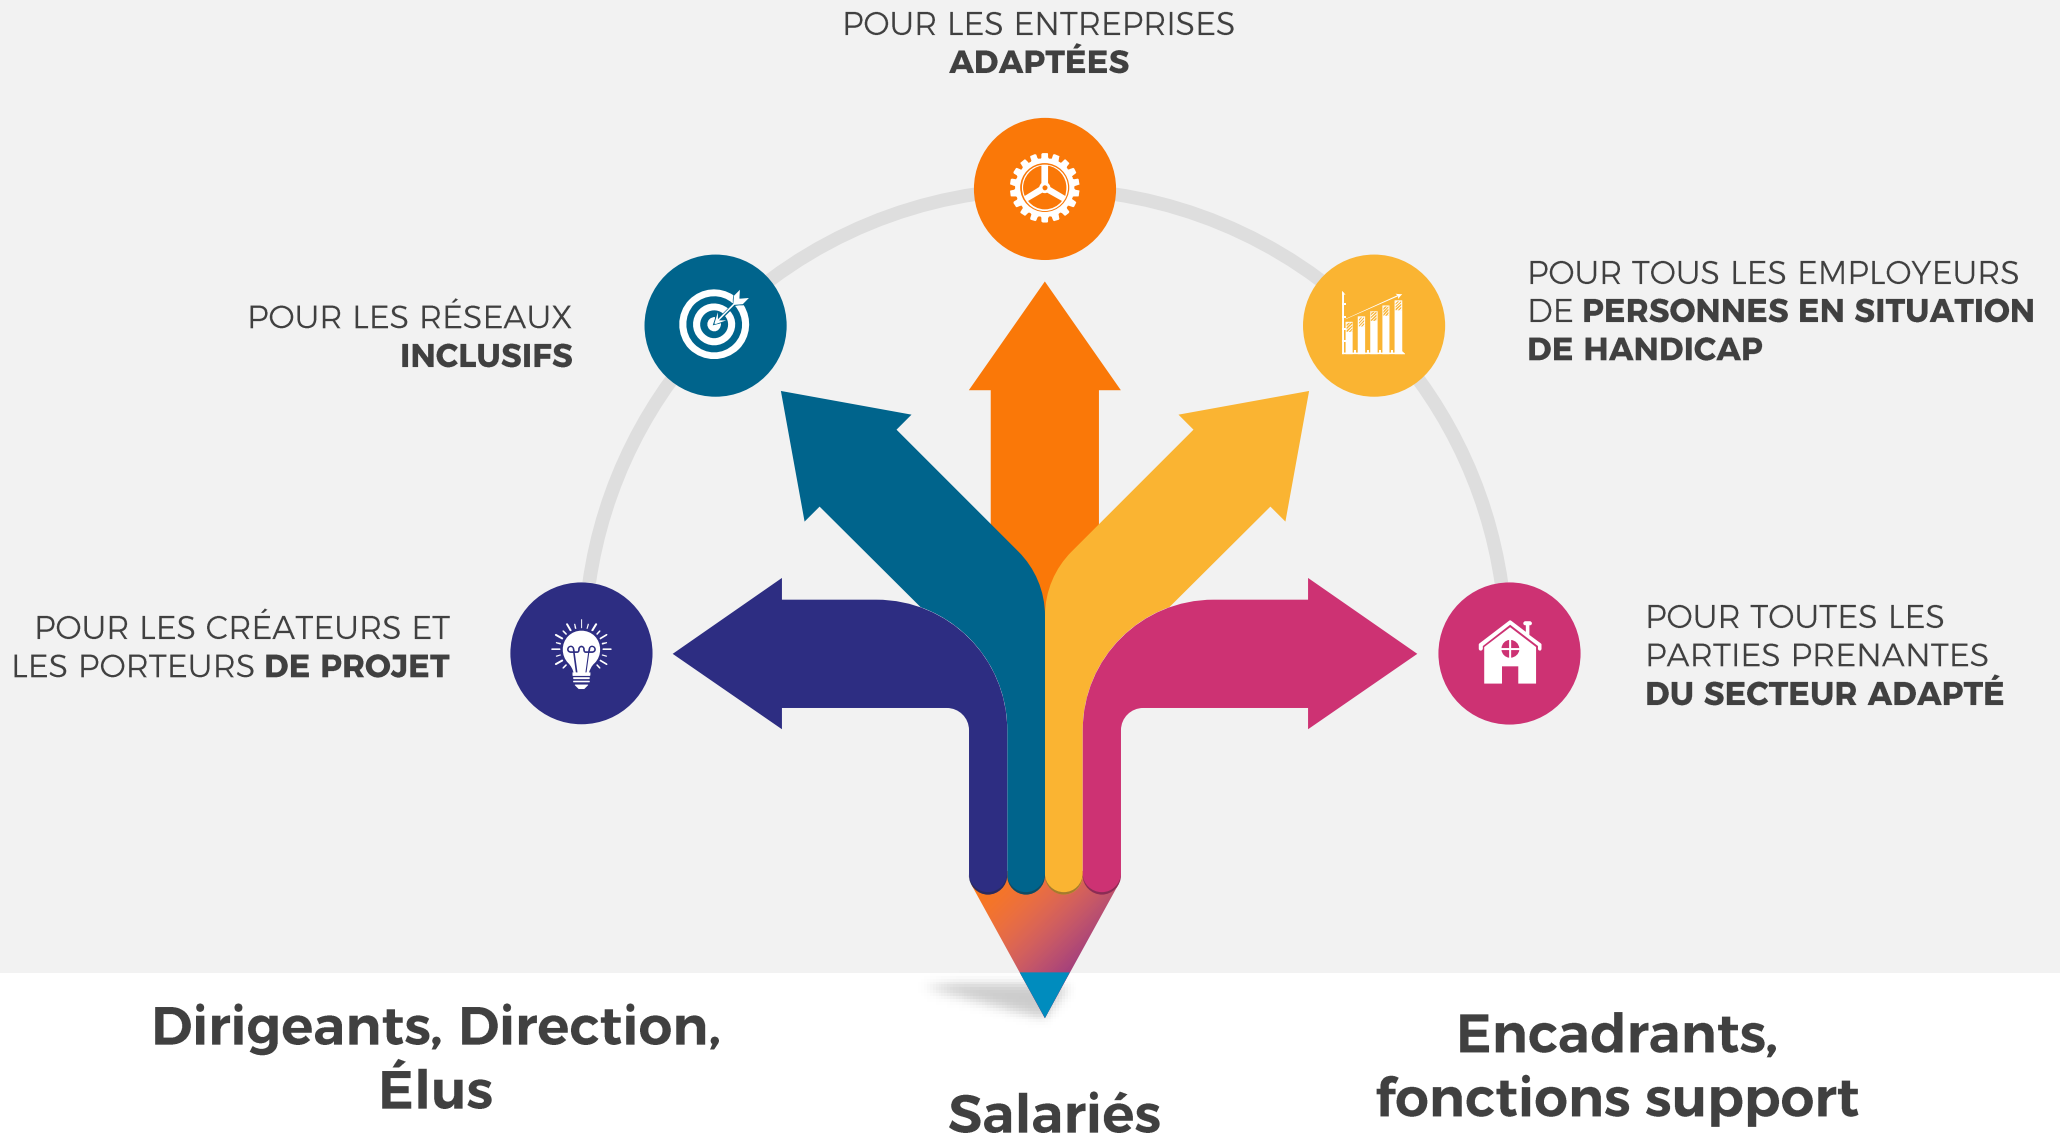 POUR LES ENTREPRISES
ADAPTÉES
POUR LES RÉSEAUX
INCLUSIFS
POUR TOUS LES EMPLOYEURS
DE PERSONNES EN SITUATION
DE HANDICAP
POUR LES CRÉATEURS ET
LES PORTEURS DE PROJET
POUR TOUTES LES
PARTIES PRENANTES
DU SECTEUR ADAPTÉ
Dirigeants, Direction,
Élus
Salariés
Encadrants,
fonctions support